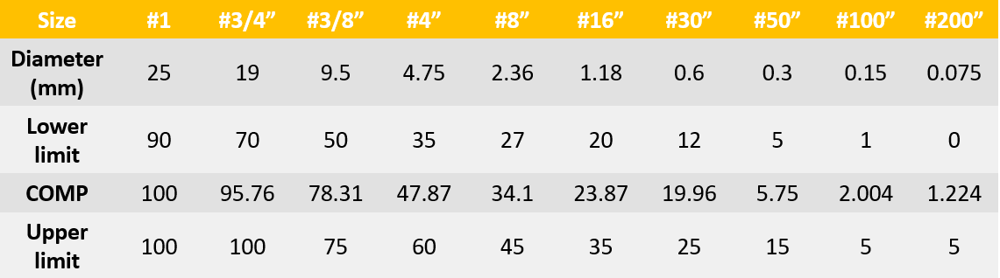 Size #1 #3/4” #3/8” #4” #8” #16” #30” #50” #100” #200”
Diameter (mm) 25 19 9.5 4.75 2.36 1.18 0.6 0.3 0.15 0.075
Lower limit 90 70 50 35 27 20 12 5 1 0
COMP 100 95.76 78.31 47.87 34.1 23.87 19.96 5.75 2.004 1.224
Upper limit 100 100 75 60 45 35 25 15 5 5